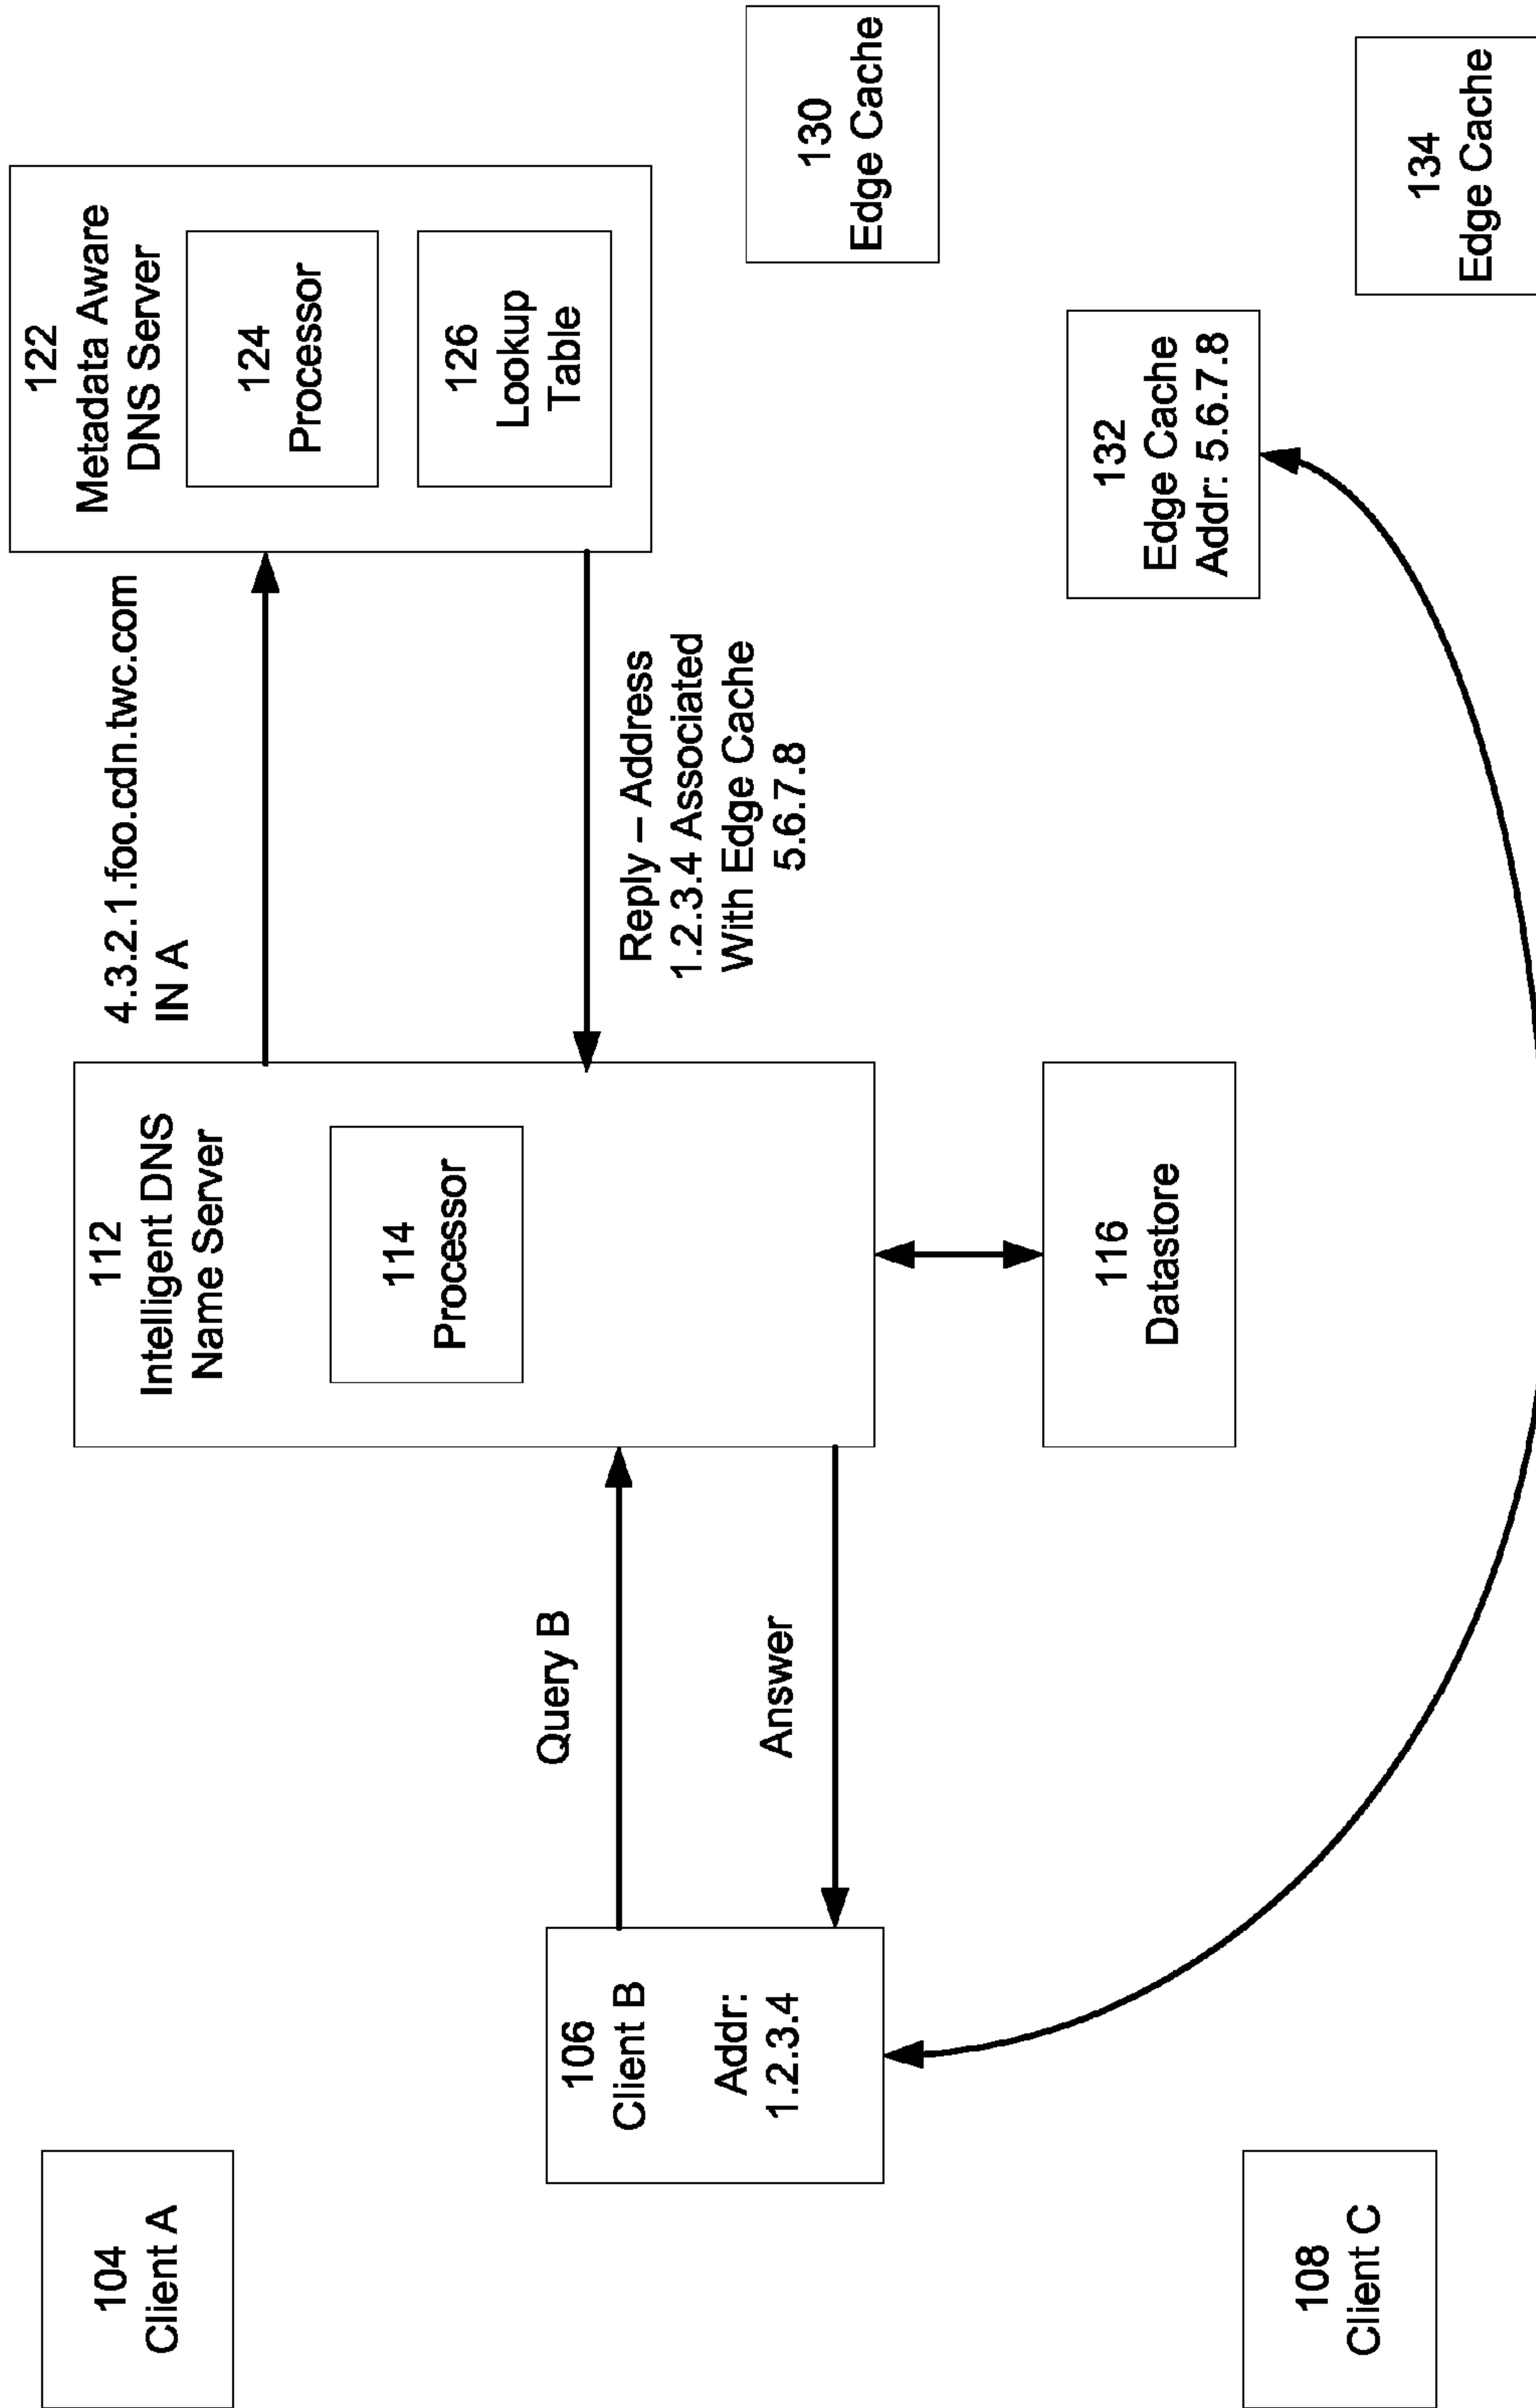 104
Client A
106
Client B
Addr:
1.2.3.4
108
Client C
Query B
Answer
112
Intelligent DNS
Name Server
114
Processor
116
Datastore
4.3.2.1.foo.cdn.twc.com
IN A
Reply – Address
1.2.3.4 Associated
With Edge Cache
5.6.7.8
122
Metadata Aware
DNS Server
124
Processor
126
Lookup
Table
130
Edge Cache
132
Edge Cache
Addr: 5.6.7.8
134
Edge Cache